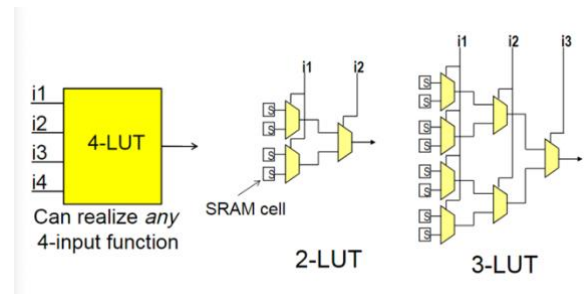 i1
i2
i3
i4
4-LUT
Can realize any
4-input function
i1
i2
S
S
S
S
SRAM cell
2-LUT
i1
i2
i3
S
S
S
S
S
S
S
S
3-LUT